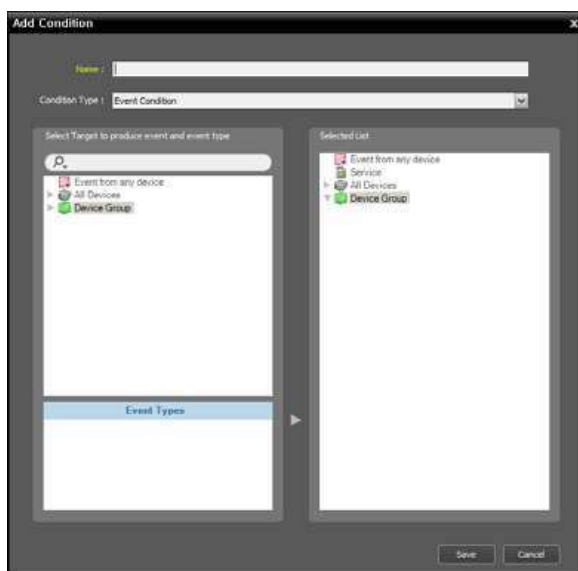 Add Condition
x
Name :
Condition Type : Event Condition
Select Target to produce event and event type
Event from any device
All Devices
Device Group
Event Types
Selected List
Event from any device
Service
All Devices
Device Group
Save
Cancel